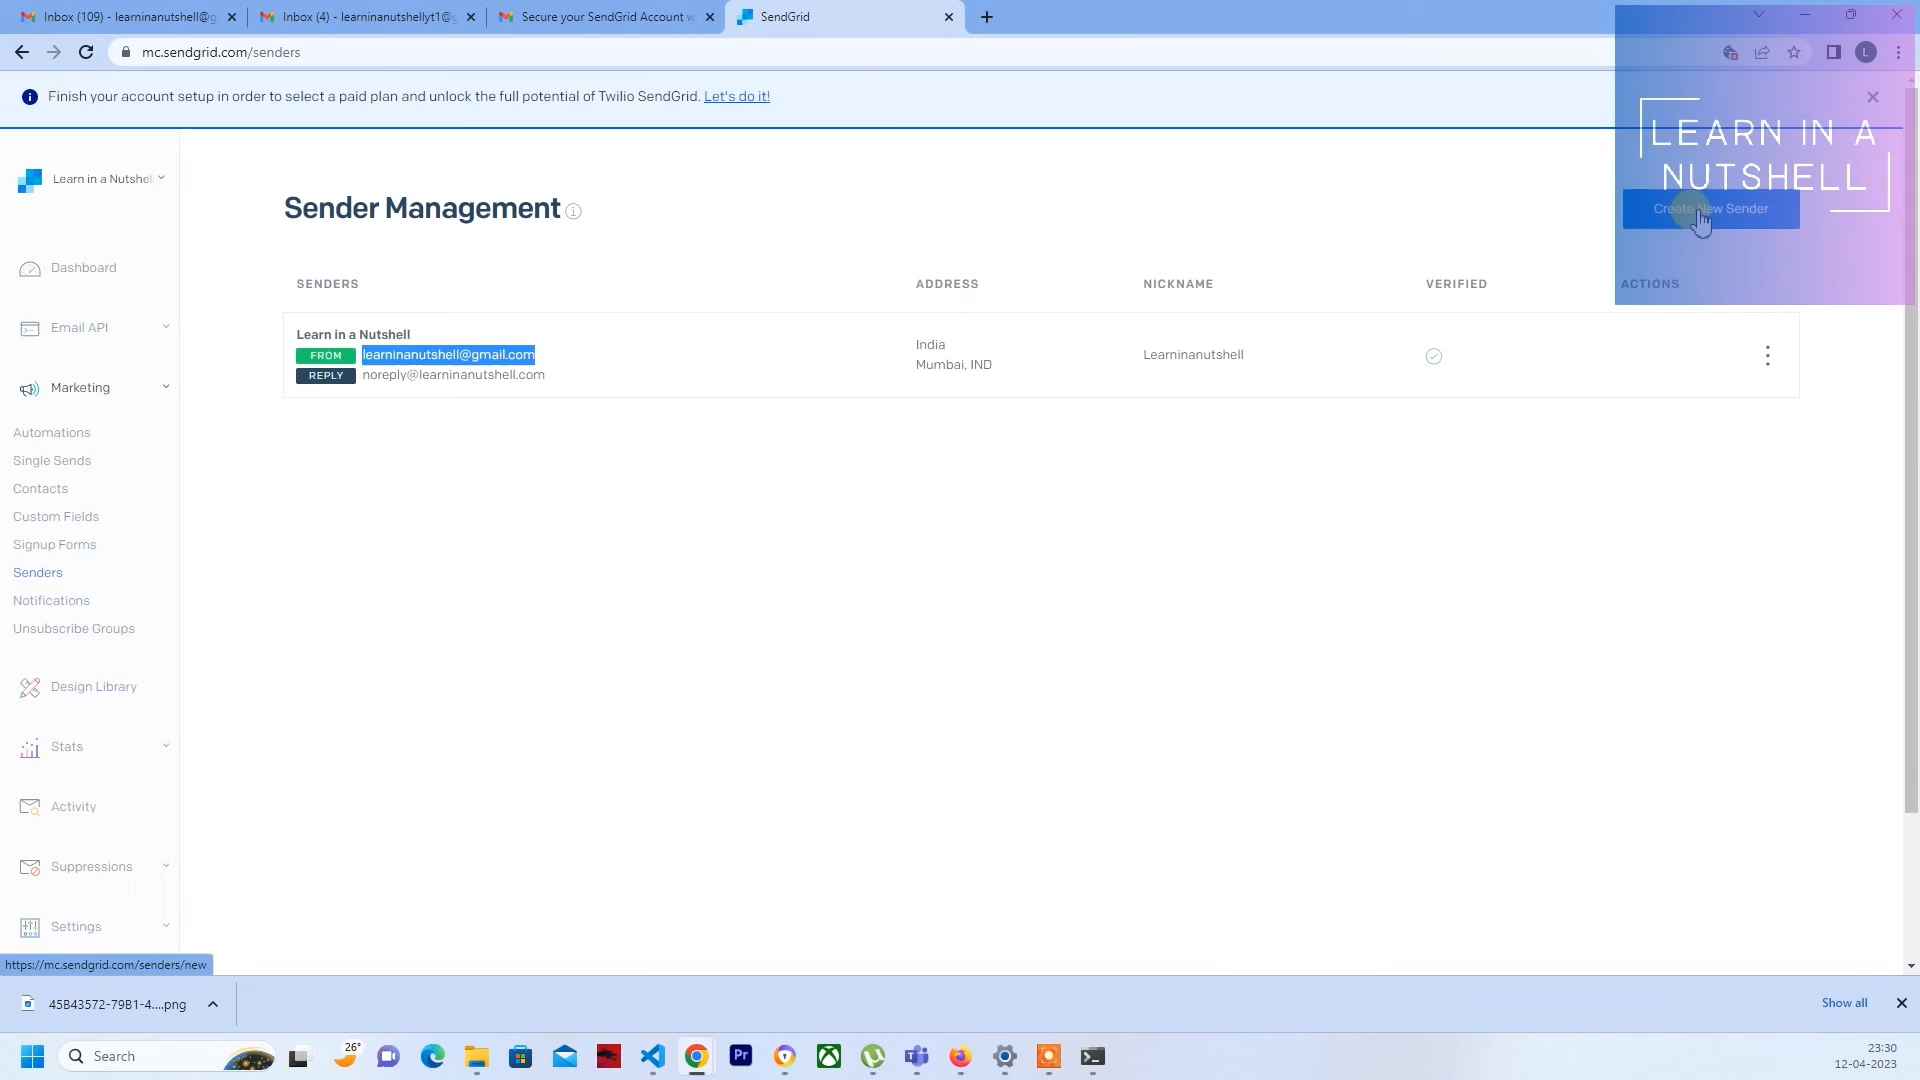 Inbox (109) - learninanutshell@g
Inbox (4) - learninanutshellyt1@g
Secure your SendGrid Account w
SendGrid
mc.sendgrid.com/senders
L
Finish your account setup in order to select a paid plan and unlock the full potential of Twilio SendGrid. Let's do it!
LEARN IN A
NUTSHELL
Learn in a Nutshel
Sender Management
Create New Sender
Dashboard
Email API
Marketing
Automations
Single Sends
Contacts
Custom Fields
Signup Forms
Senders
Notifications
Unsubscribe Groups
Design Library
Stats
Activity
Suppressions
Settings
SENDERS ADDRESS NICKNAME VERIFIED ACTIONS
Learn in a Nutshell
FROM learninanutshell@gmail.com
REPLY noreply@learninanutshell.com
India
Mumbai, IND
Learninanutshell
https://mc.sendgrid.com/senders/new
45B43572-79B1-4....png
Show all
Search
26°
Pr
23:30
12-04-2023